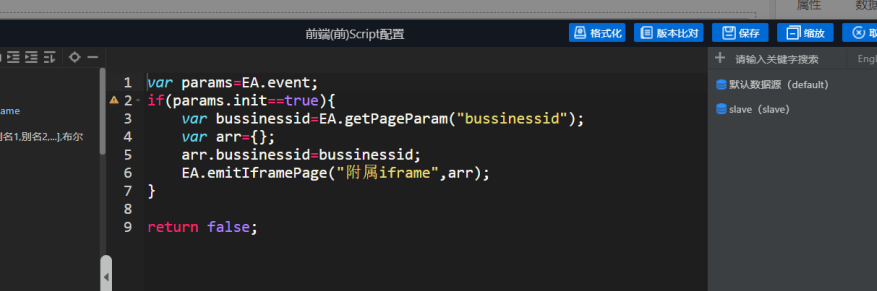 属性
数据
前端(前)Script配置
格式化
版本比对
保存
缩放
取
请输入关键字搜索
Engl
ame
名1,别名2,...],布尔
默认数据源（default）
slave（slave）
1 var params=EA.event;
2 if(params.init==true){
3 var bussinessid=EA.getPageParam("bussinessid");
4 var arr={};
5 arr.bussinessid=bussinessid;
6 EA.emitIframePage("附属iframe",arr);
7 }
8
9 return false;